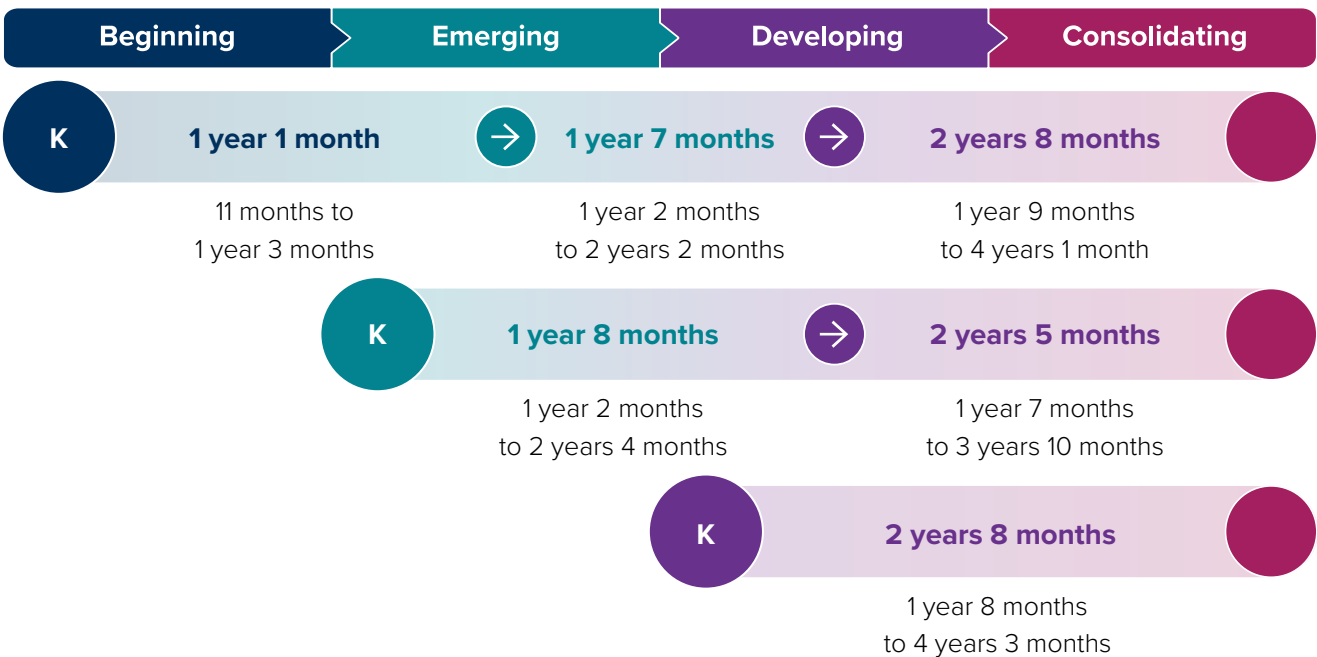 Beginning
Emerging
Developing
Consolidating
K
1 year 1 month
1 year 7 months
2 years 8 months
11 months to
1 year 3 months
1 year 2 months
to 2 years 2 months
1 year 9 months
to 4 years 1 month
K
1 year 8 months
2 years 5 months
1 year 2 months
to 2 years 4 months
1 year 7 months
to 3 years 10 months
K
2 years 8 months
1 year 8 months
to 4 years 3 months